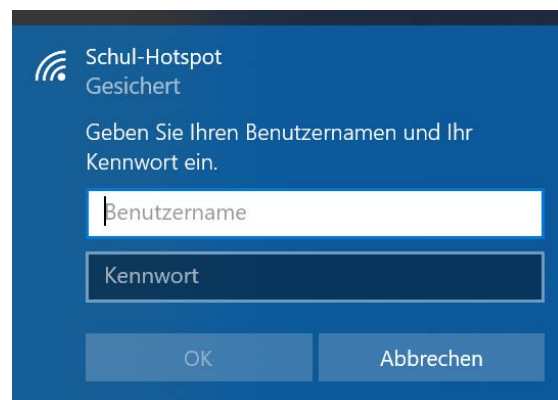 Schul-Hotspot
Gesichert
Geben Sie Ihren Benutzernamen und Ihr
Kennwort ein.
Benutzername
Kennwort
OK
Abbrechen